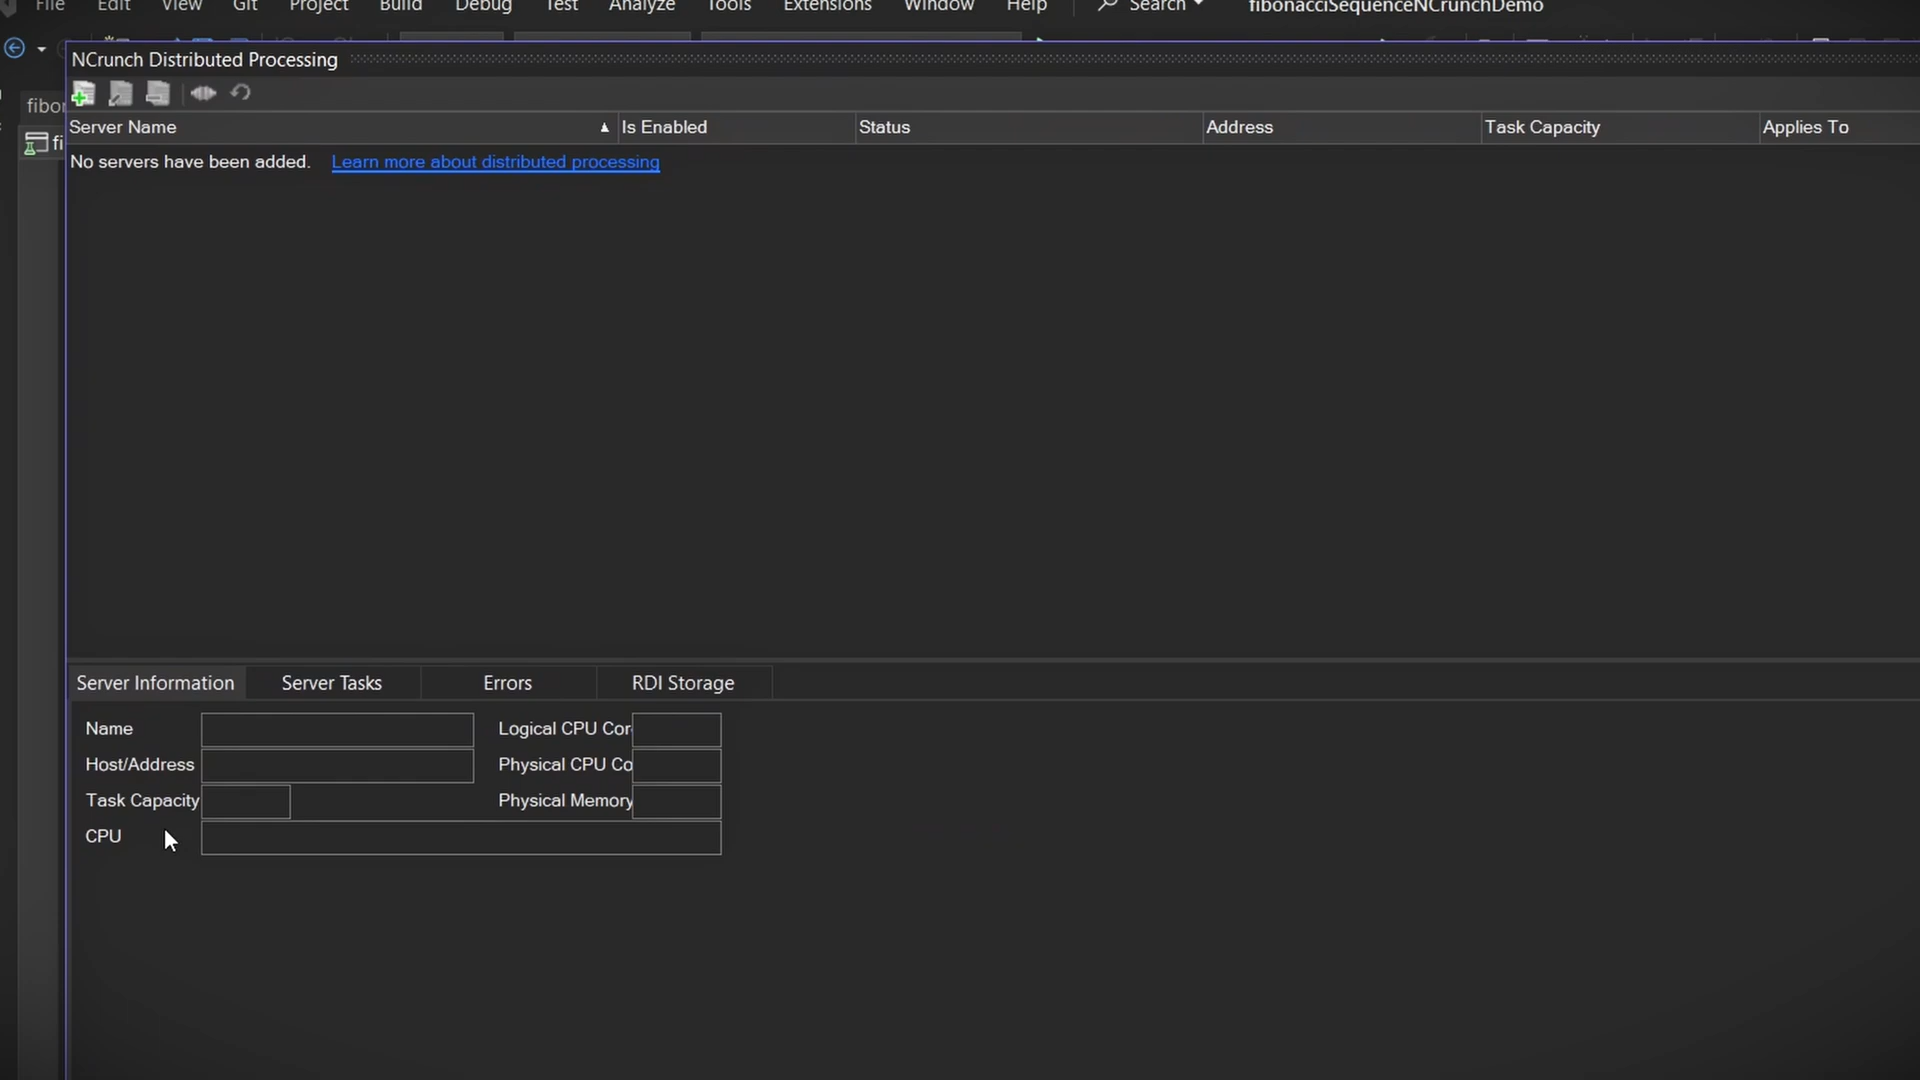 File Edit View Git Project Build Debug Test Analyze Tools Extensions Window Help Search fibonacciSequenceNCrunchDemo
NCrunch Distributed Processing
fibon
Server Name Is Enabled Status Address Task Capacity Applies To
fi
No servers have been added. Learn more about distributed processing
Server Information Server Tasks Errors RDI Storage
Name Logical CPU Cor
Host/Address Physical CPU Co
Task Capacity Physical Memory
CPU